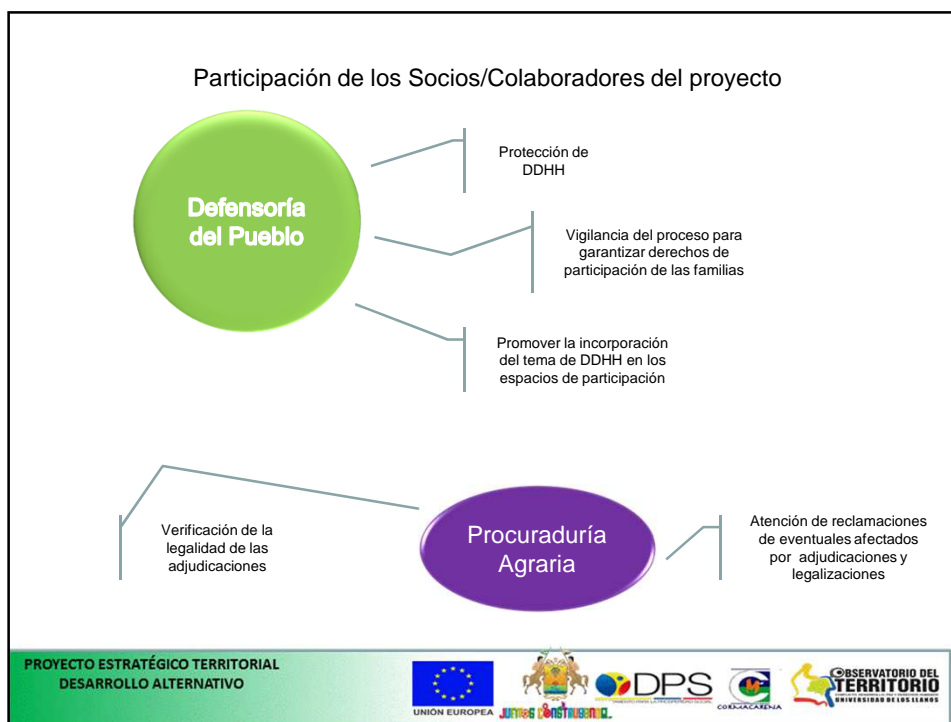 Participación de los Socios/Colaboradores del proyecto
Defensoría
del Pueblo
Protección de
DDHH
Vigilancia del proceso para
garantizar derechos de
participación de las familias
Promover la incorporación
del tema de DDHH en los
espacios de participación
Verificación de la
legalidad de las
adjudicaciones
Procuraduría
Agraria
Atención de reclamaciones
de eventuales afectados
por adjudicaciones y
legalizaciones
PROYECTO ESTRATÉGICO TERRITORIAL
DESARROLLO ALTERNATIVO
UNIÓN EUROPEA
DPS
CORMACARENA
OBSERVATORIO DEL
TERRITORIO
UNIVERSIDAD DE LOS LLANOS